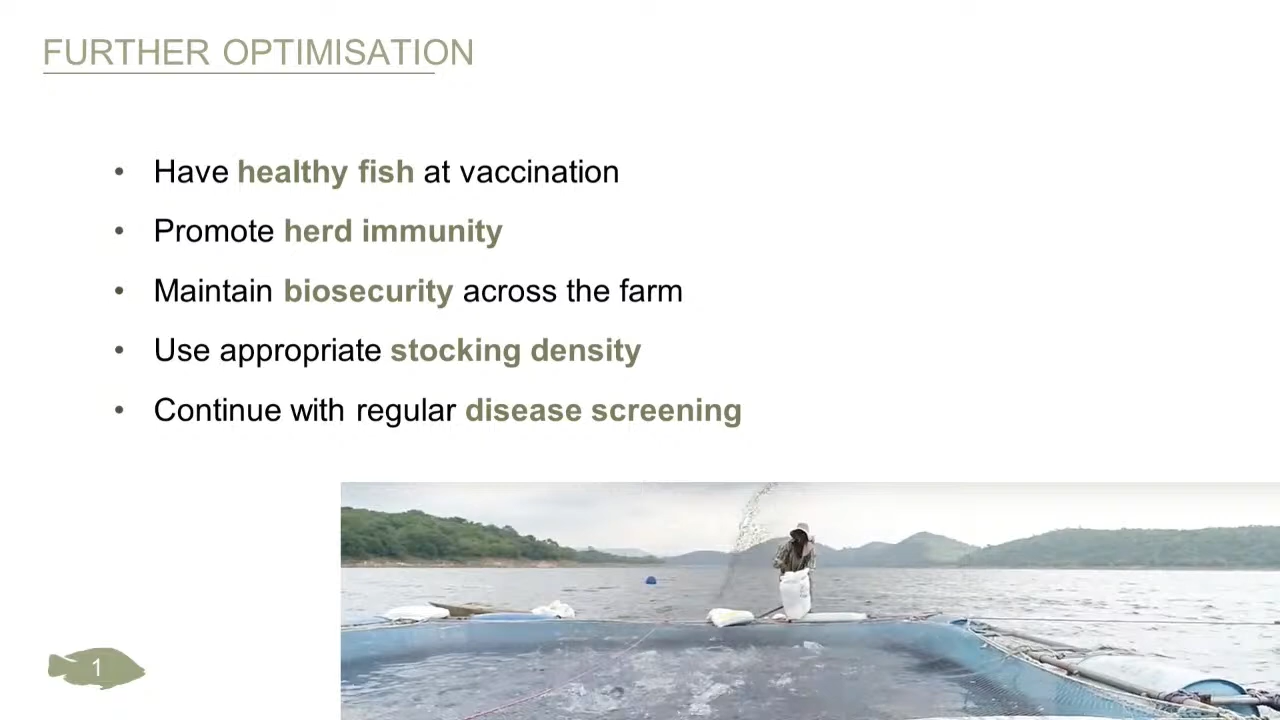 FURTHER OPTIMISATION
• Have healthy fish at vaccination
• Promote herd immunity
• Maintain biosecurity across the farm
• Use appropriate stocking density
• Continue with regular disease screening
1